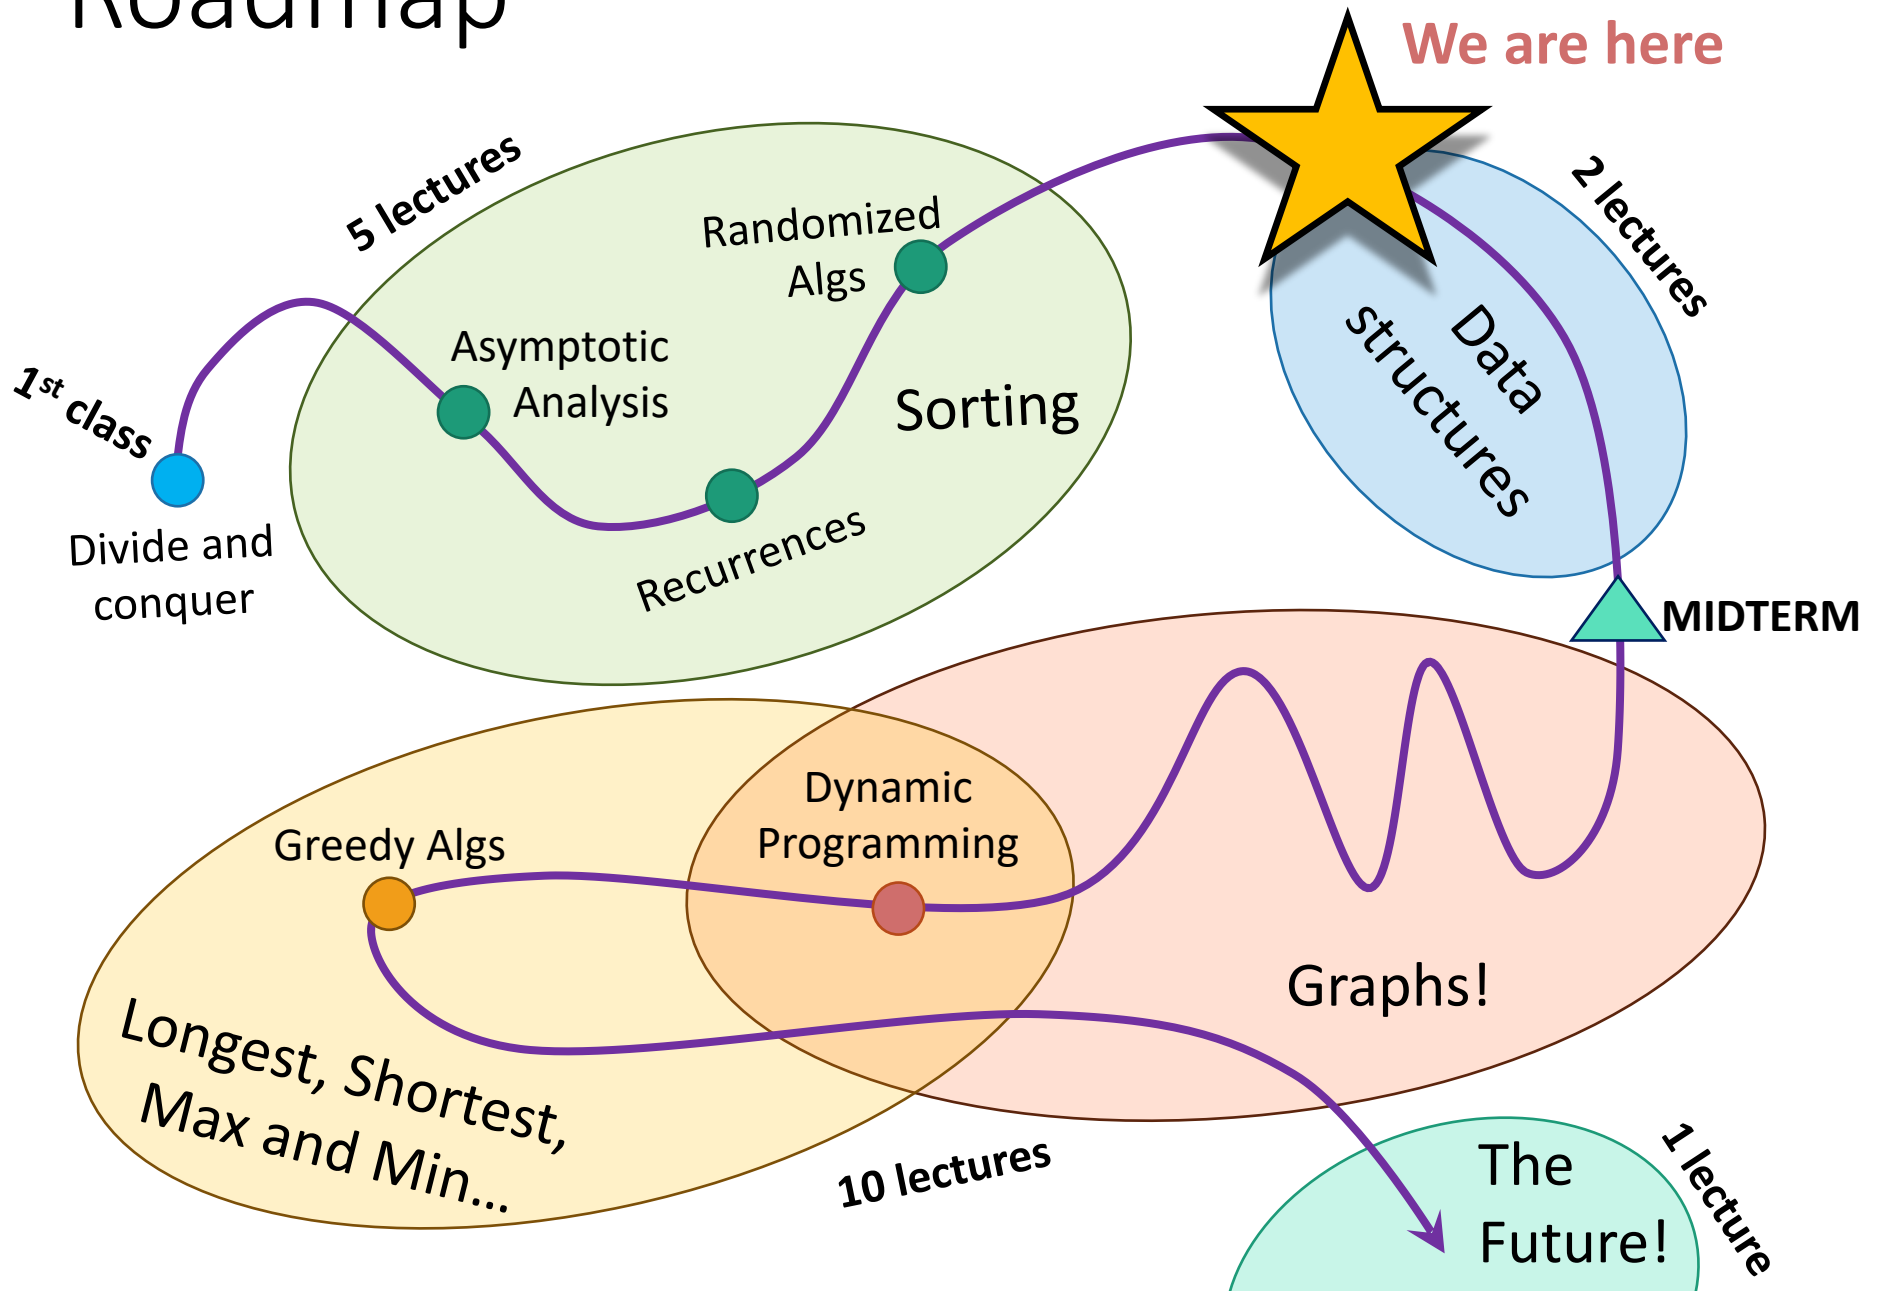 Roadmap
We are here
5 lectures
2 lectures
Randomized
Algs
Asymptotic
Analysis
Sorting
Data
structures
1st class
Divide and
conquer
Recurrences
MIDTERM
Dynamic
Programming
Greedy Algs
Graphs!
Longest, Shortest,
Max and Min...
10 lectures
The
Future!
1 lecture